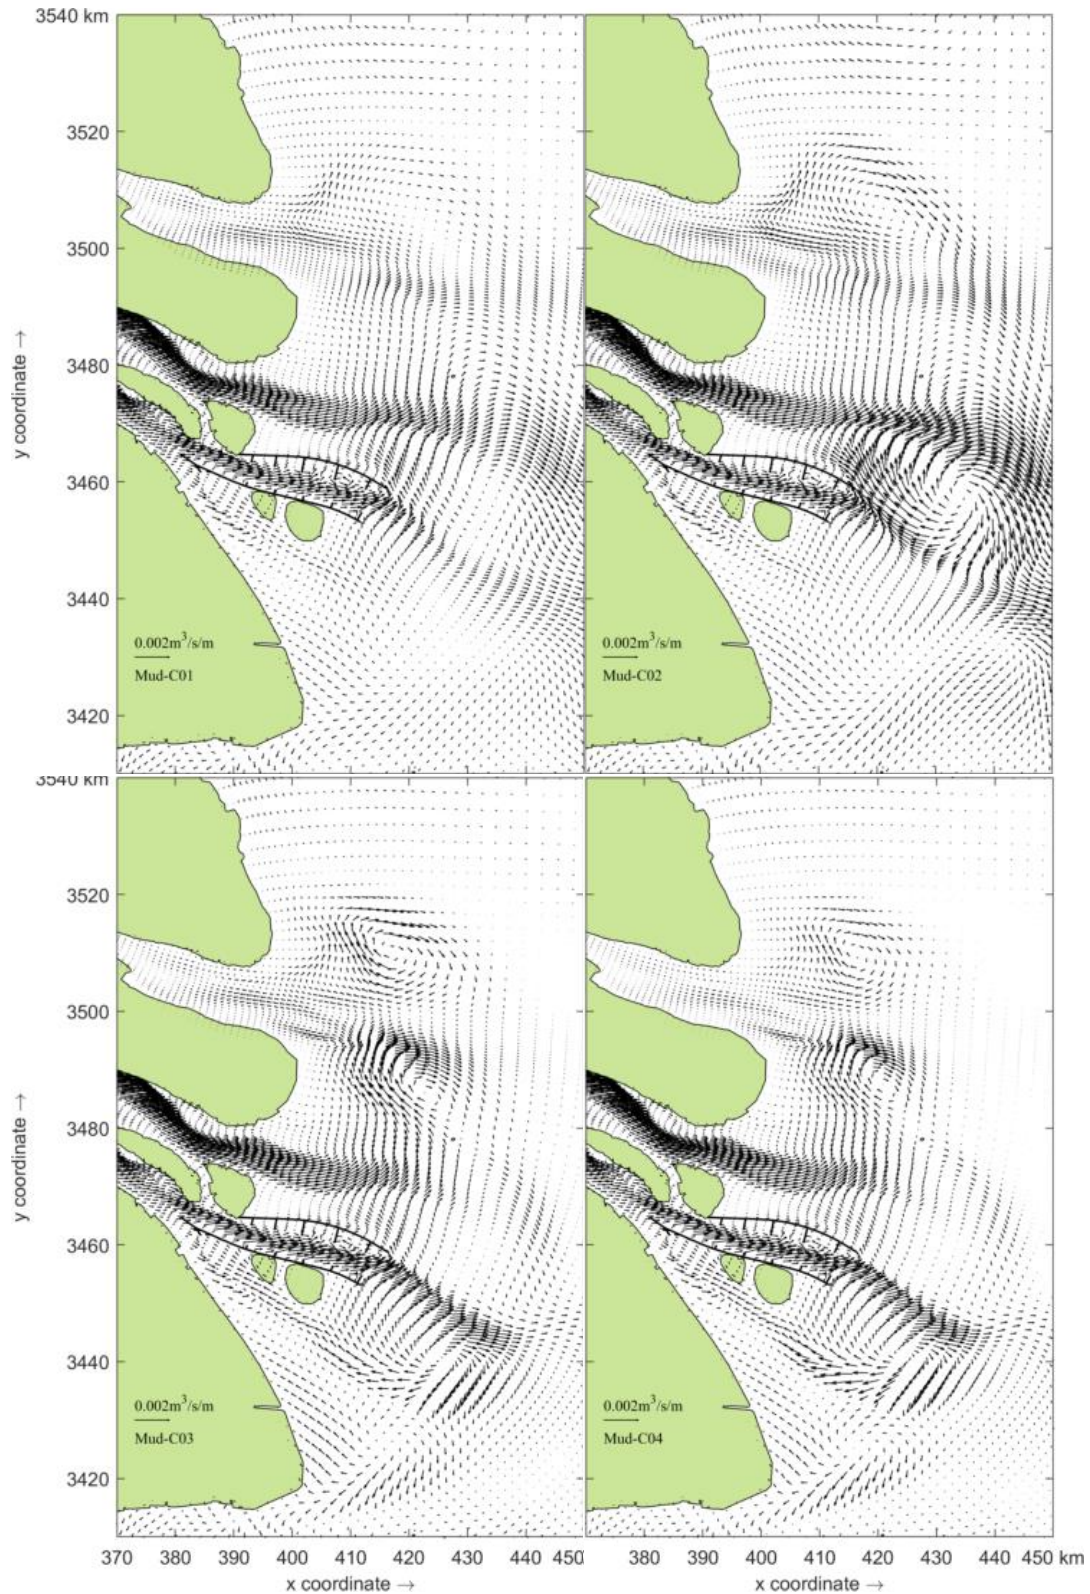 3540 km
3520
3500
3480
3460
3440
3420
y coordinate →
0.002m³/s/m
Mud-C01
0.002m³/s/m
Mud-C02
3540 km
3520
3500
3480
3460
3440
3420
y coordinate →
0.002m³/s/m
Mud-C03
0.002m³/s/m
Mud-C04
370 380 390 400 410 420 430 440 450
380 390 400 410 420 430 440 450 km
x coordinate →
x coordinate →